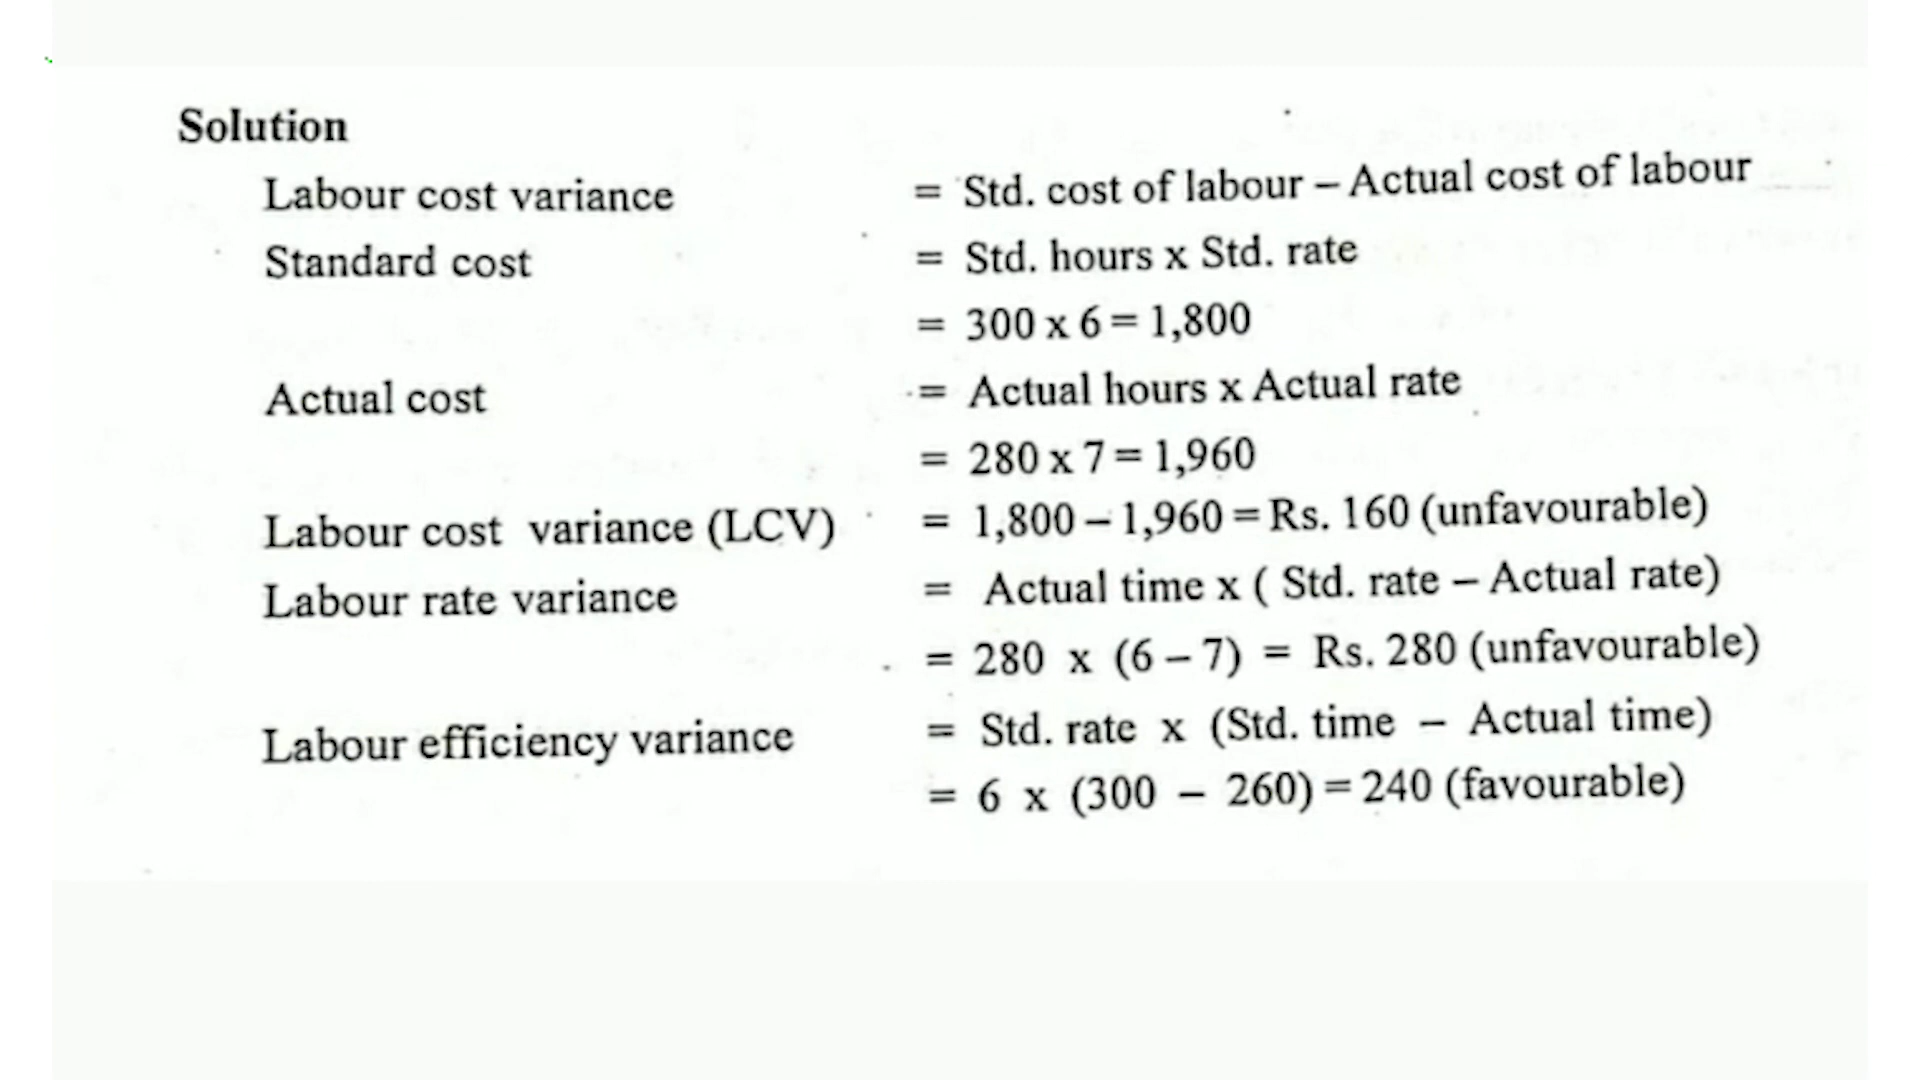 Solution
Labour cost variance = Std. cost of labour – Actual cost of labour
Standard cost = Std. hours x Std. rate
= 300 x 6 = 1,800
Actual cost = Actual hours x Actual rate
= 280 x 7 = 1,960
Labour cost variance (LCV) = 1,800 – 1,960 = Rs. 160 (unfavourable)
Labour rate variance = Actual time x ( Std. rate – Actual rate)
= 280 x (6 – 7) = Rs. 280 (unfavourable)
Labour efficiency variance = Std. rate x (Std. time – Actual time)
= 6 x (300 – 260) = 240 (favourable)